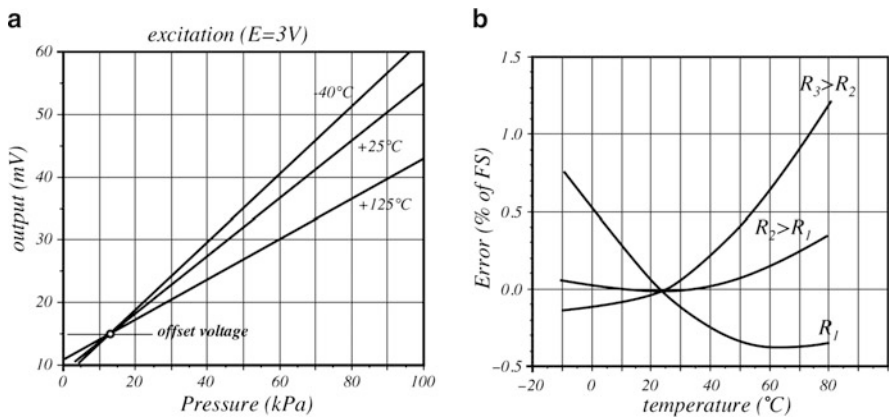 a
excitation (E=3V)
60
50
40
30
20
10
output (mV)
-40°C
+25°C
+125°C
offset voltage
0
20
40
60
80
100
Pressure (kPa)
b
1.5
1.0
0.5
0.0
−0.5
Error (% of FS)
R3>R2
R2>R1
R1
−20
0
20
40
60
80
temperature (°C)